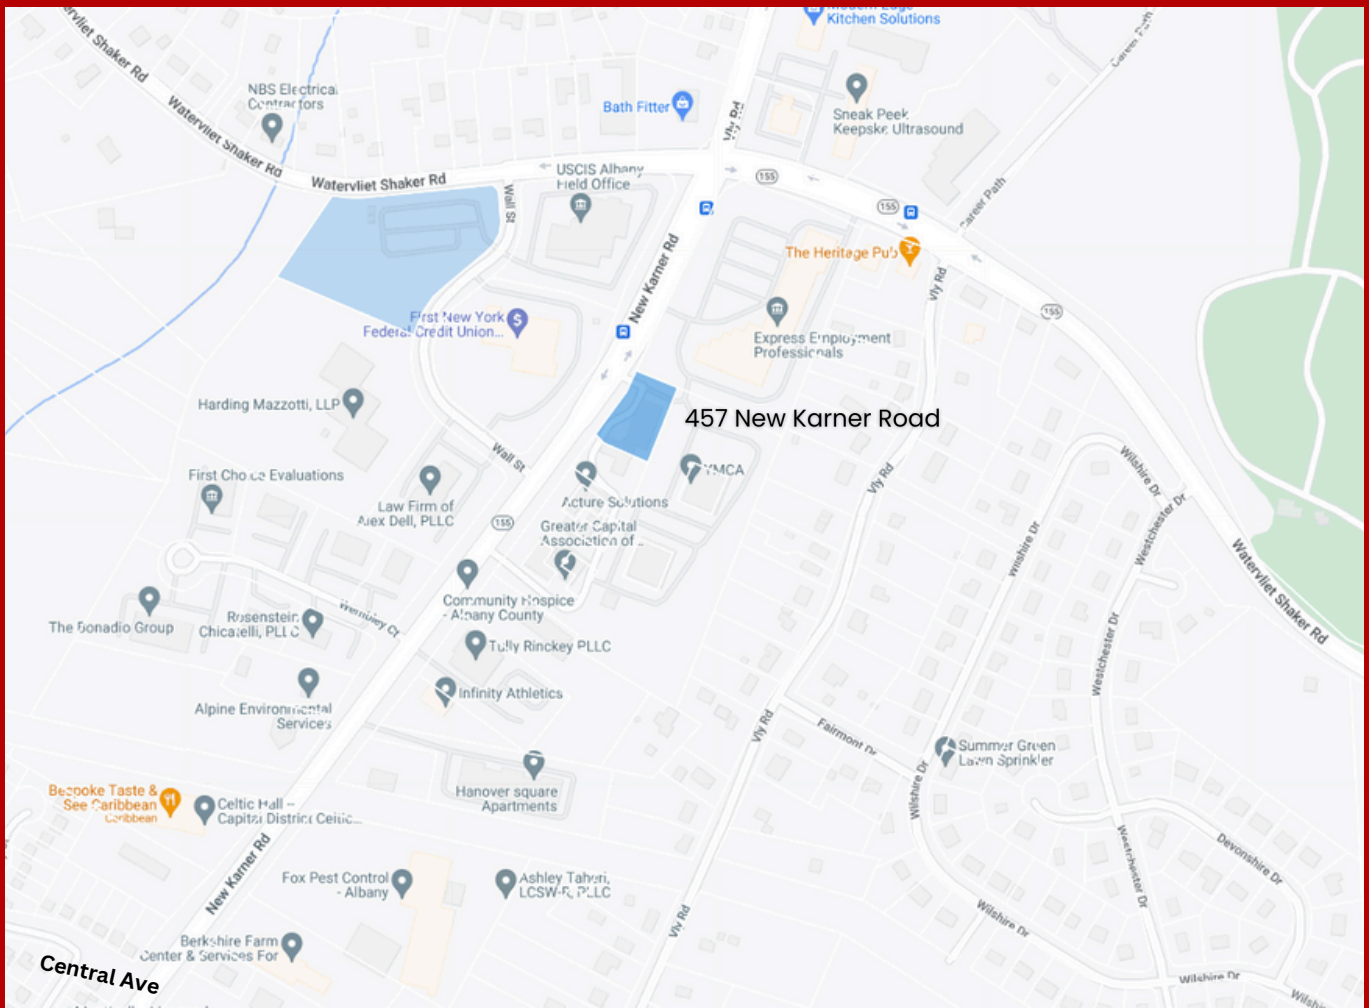 Kitchen Solutions
Watervliet Shaker Rd
NBS Electrical
Contractors
Bath Fitter
Vly Rd
Sneak Peek
Keepske Ultrasound
Career Path
Watervliet Shaker Rd
Watervliet Shaker Rd
USCIS Albany
Field Office
155
155
Career Path
Wall St
The Heritage Pub
New Karner Rd
Vly Rd
155
First New York
Federal Credit Union...
Express Employment
Professionals
Harding Mazzotti, LLP
457 New Karner Road
Wall St
YMCA
Vly Rd
Wilshire Dr
First Choice Evaluations
Law Firm of
Alex Dell, PLLC
Acture Solutions
155
Greater Capital
Association of ..
Wilshire Dr
Westchester Dr
Watervliet Shaker Rd
Community Hospice
- Albany County
The Bonadio Group
Rosenstein
Chicatelli, PLLC
Wembley Ct
Tully Rinckey PLLC
Westchester Dr
Infinity Athletics
Alpine Environmental
Services
Vly Rd
Fairmont Dr
Summer Green
Lawn Sprinkler
Hanover square
Apartments
Wilshire Dr
Bespoke Taste &
See Caribbean
Caribbean
Celtic Hall –
Capital District Celtic...
New Karner Rd
Westchester Dr
Devonshire Dr
Fox Pest Control
- Albany
Ashley Taheri,
LCSW-R, PLLC
Vly Rd
Wilshire Dr
Berkshire Farm
Center & Services For
Central Ave
Wilshire Dr
Wilshire